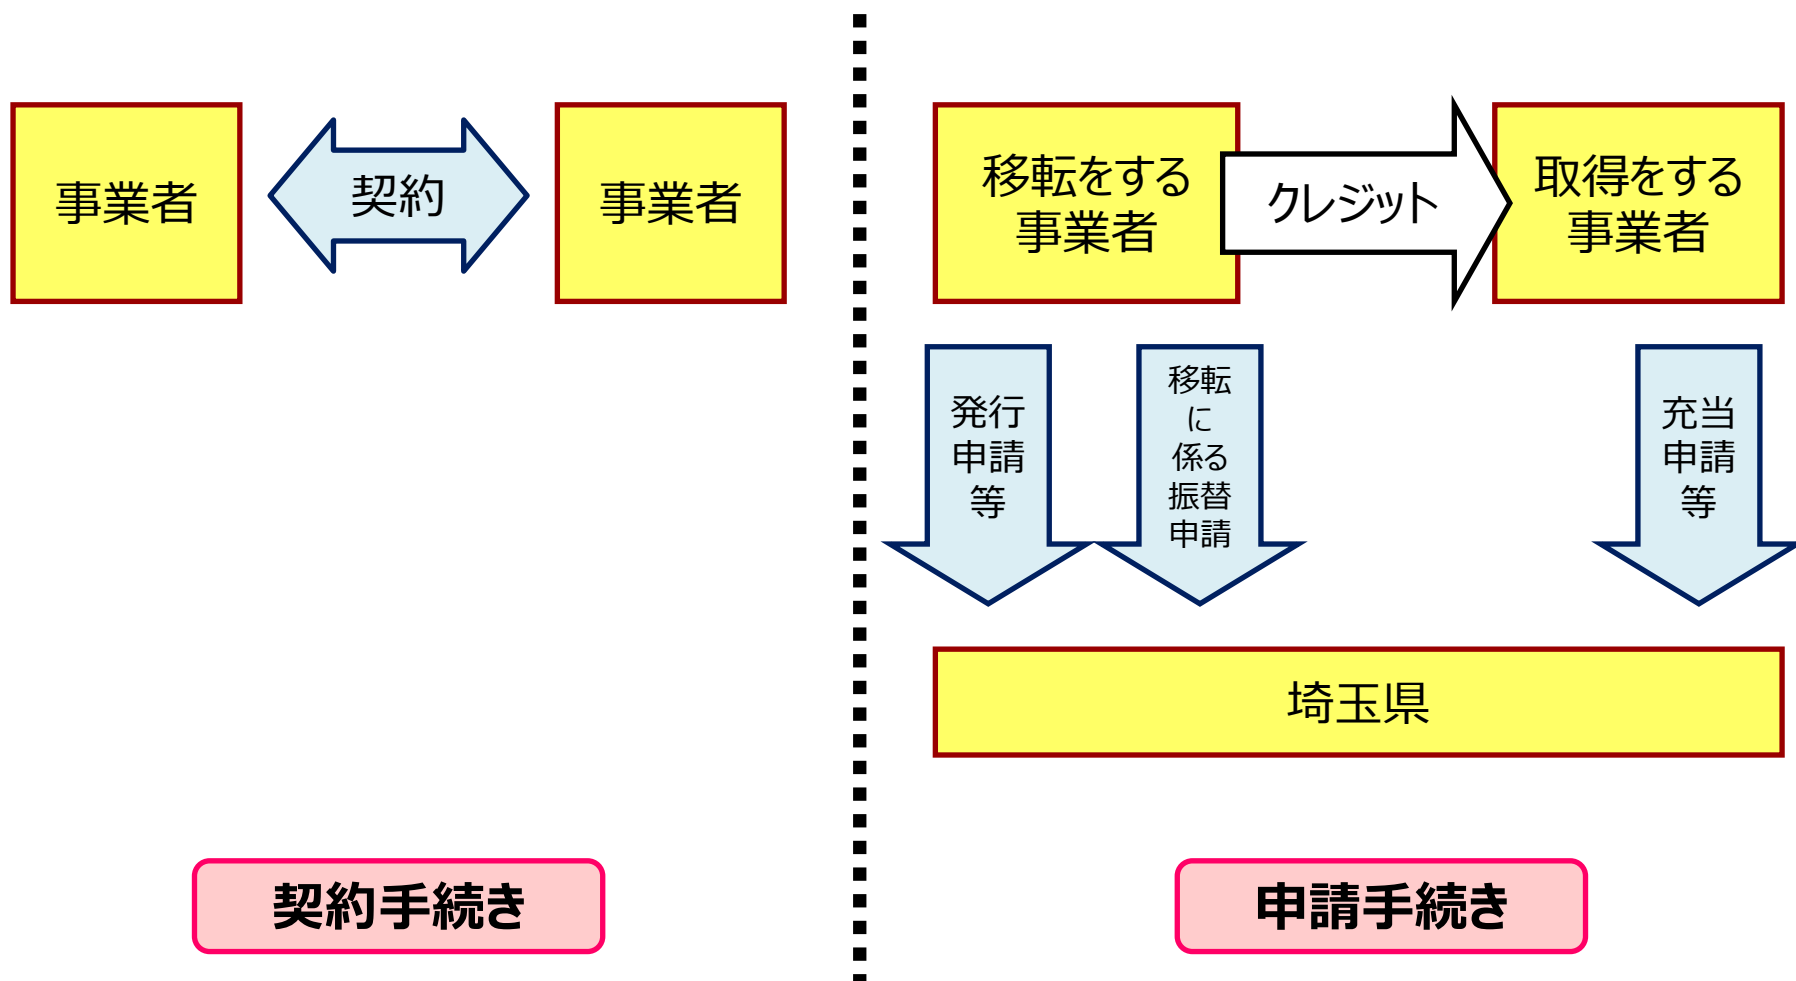 事業者
契約
事業者
契約手続き
移転をする
事業者
クレジット
取得をする
事業者
発行
申請
等
移転
に
係る
振替
申請
充当
申請
等
埼玉県
申請手続き